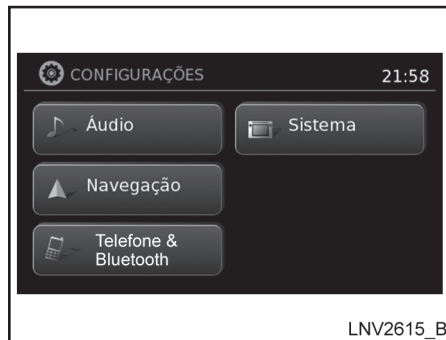 CONFIGURAÇÕES 21:58
Áudio
Sistema
Navegação
Telefone &
Bluetooth
LNV2615_B